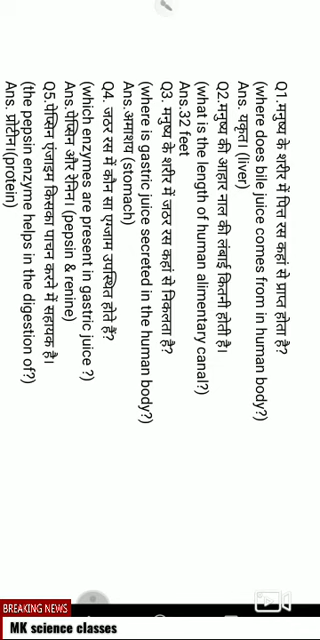 Q1.मनुष्य के शरीर में पित्त रस कहां से प्राप्त होता है?
(where does bile juice comes from in human body?)
Ans. यकृत। (liver)
Q2.मनुष्य की आहार नाल की लंबाई कितनी होती है।
(what is the length of human alimentary canal?)
Ans.32 feet
Q3. मनुष्य के शरीर में जठर रस कहां से निकलता है?
(where is gastric juice secreted in the human body?)
Ans.अमाशय (stomach)
Q4. जठर रस में कौन सा एन्जाम उपस्थित होते हैं?
(which enzymes are present in gastric juice ?)
Ans.पेप्सिन और रेनिन। (pepsin & renine)
Q5.पेप्सिन एंजाइम किसका पाचन करने में सहायक है।
(the pepsin enzyme helps in the digestion of?)
Ans. प्रोटीन।(protein)
BREAKING NEWS
MK science classes